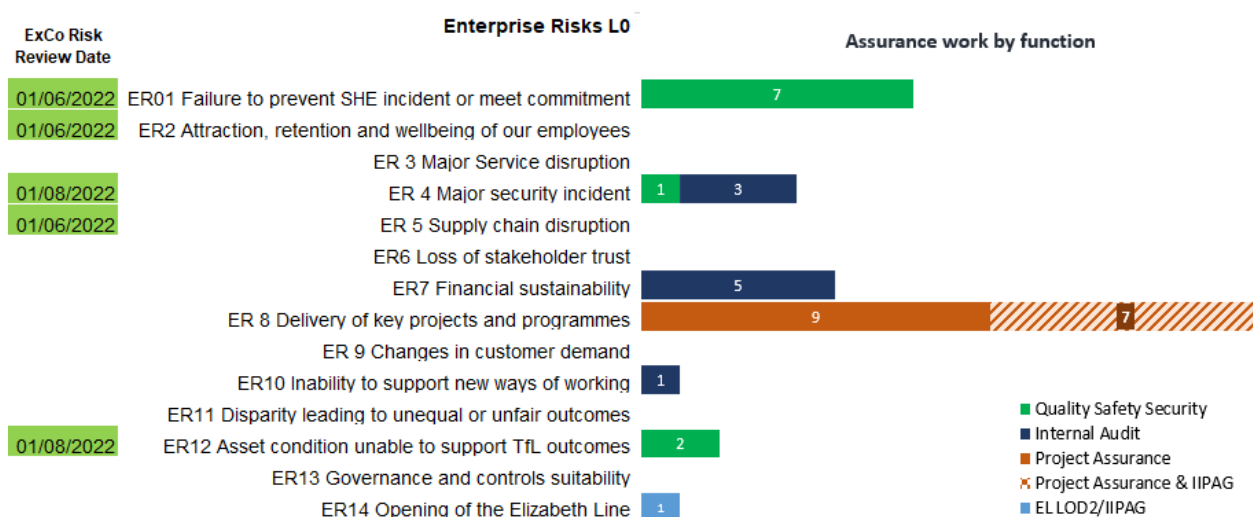 Enterprise Risks L0
ExCo Risk
Review Date
Assurance work by function
01/06/2022 ER01 Failure to prevent SHE incident or meet commitment 7
01/06/2022 ER2 Attraction, retention and wellbeing of our employees
ER 3 Major Service disruption
01/08/2022 ER 4 Major security incident 1 3
01/06/2022 ER 5 Supply chain disruption
ER6 Loss of stakeholder trust
ER7 Financial sustainability 5
ER 8 Delivery of key projects and programmes 9 7
ER 9 Changes in customer demand
ER10 Inability to support new ways of working 1
ER11 Disparity leading to unequal or unfair outcomes
01/08/2022 ER12 Asset condition unable to support TfL outcomes 2
ER13 Governance and controls suitability
ER14 Opening of the Elizabeth Line 1
Quality Safety Security
Internal Audit
Project Assurance
Project Assurance & IIPAG
EL LOD2/IIPAG